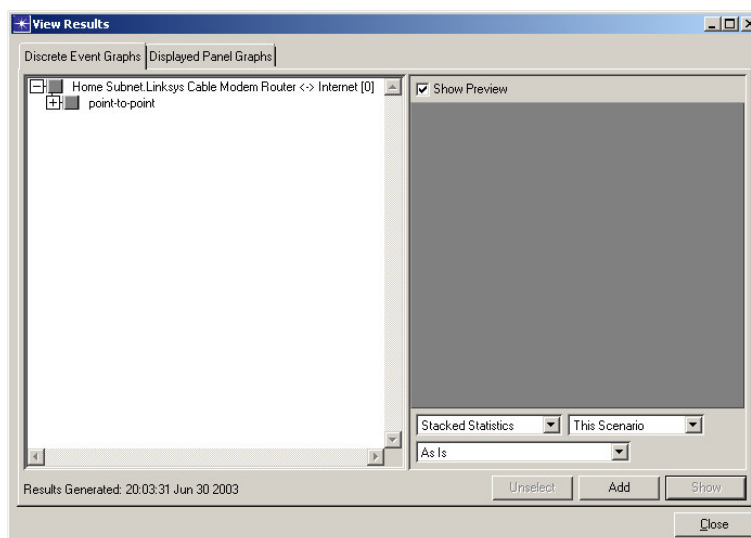 View Results
Discrete Event Graphs
Displayed Panel Graphs
Home Subnet.Linksys Cable Modem Router <-> Internet [0]
point-to-point
Show Preview
Stacked Statistics
This Scenario
As Is
Results Generated: 20:03:31 Jun 30 2003
Unselect
Add
Show
Close